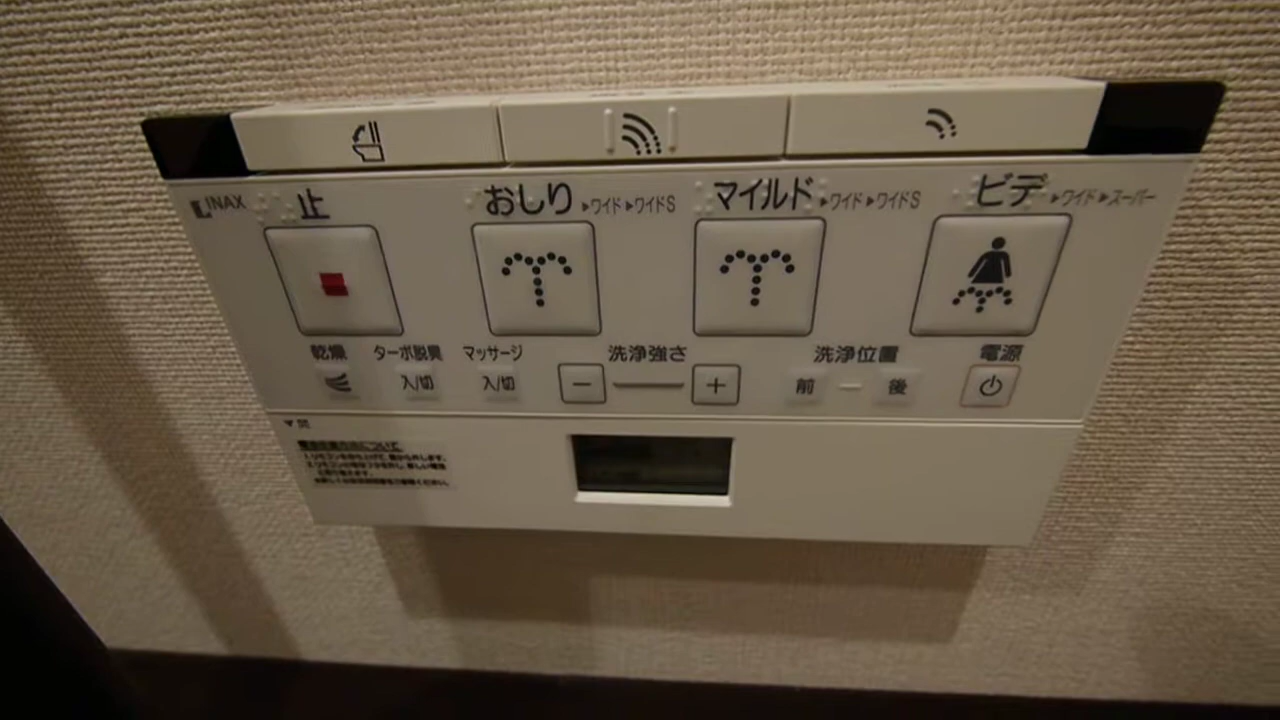 INAX
止
おしり ▶ワイド▶ワイドS
マイルド ▶ワイド▶ワイドS
ビデ ▶ワイド▶スーパー
乾燥
ターボ脱臭
マッサージ
洗浄強さ
洗浄位置
電源
入/切
入/切
－
＋
前
後
▼開